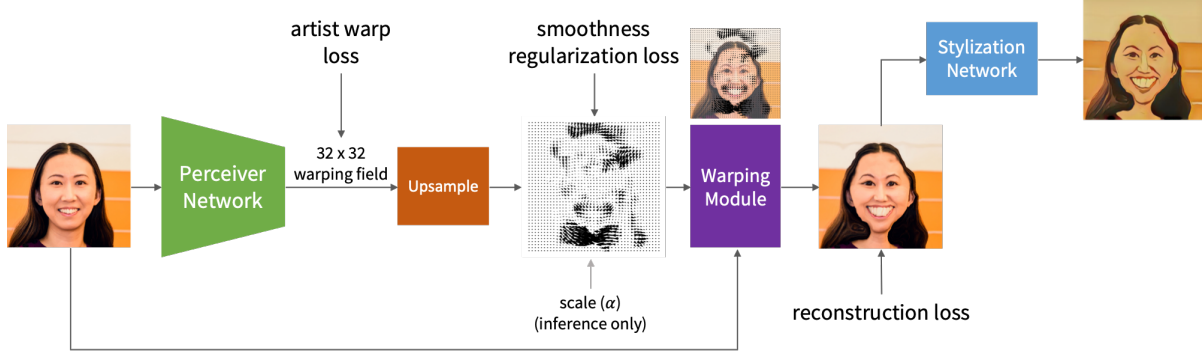 artist warp
loss
smoothness
regularization loss
Stylization
Network
Perceiver
Network
32 x 32
warping field
Upsample
Warping
Module
scale (α)
(inference only)
reconstruction loss